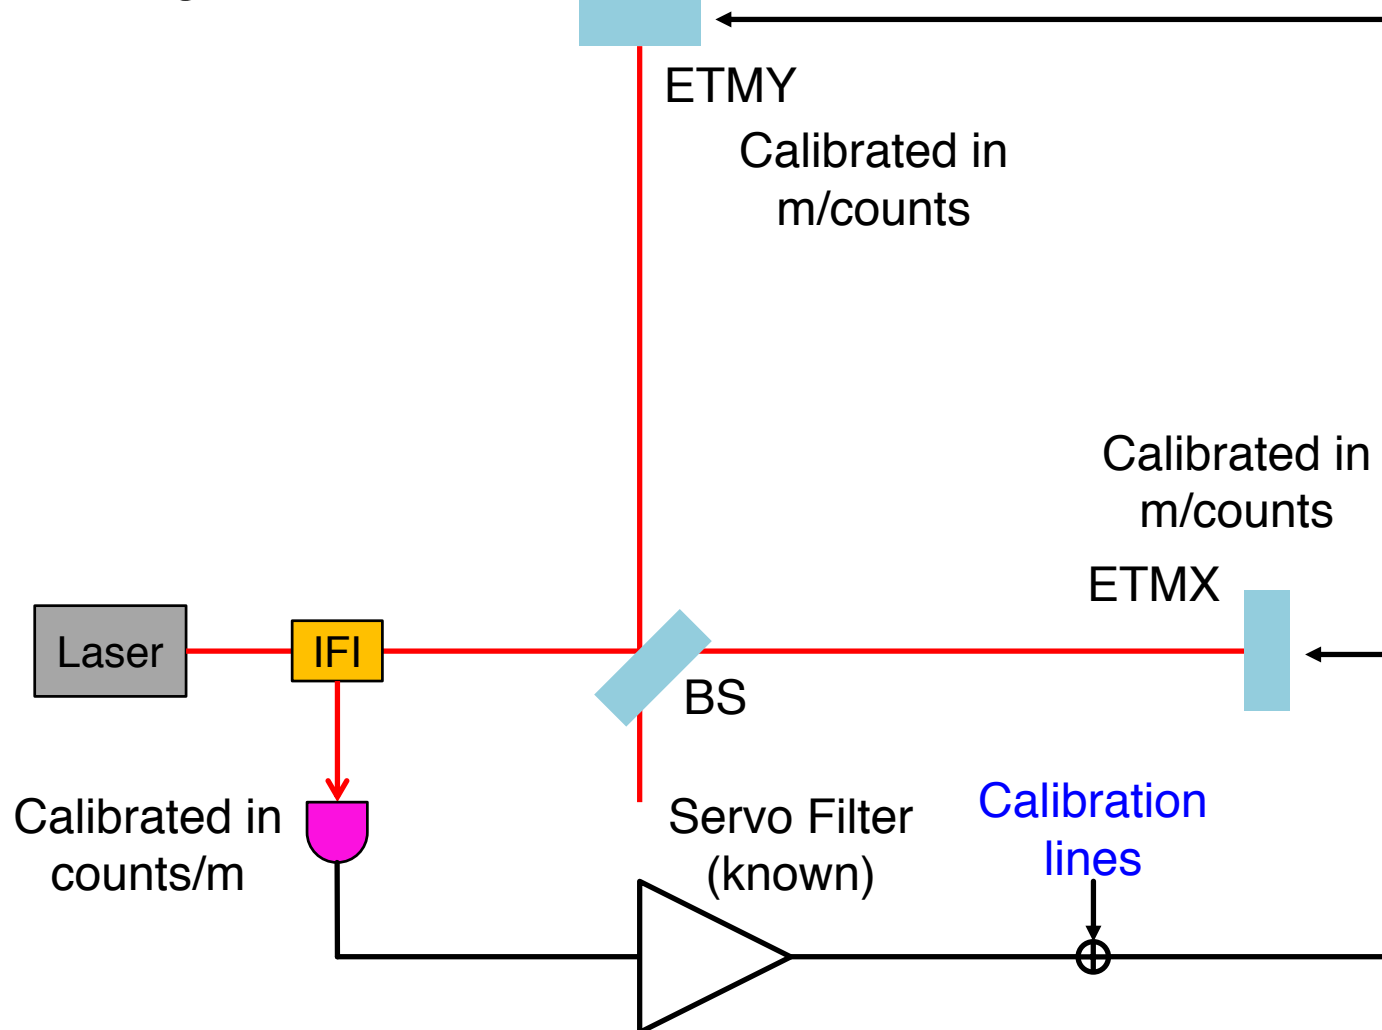 ETMY
Calibrated in
m/counts
Calibrated in
m/counts
ETMX
Laser
IFI
BS
Calibrated in
counts/m
Servo Filter
(known)
Calibration
lines